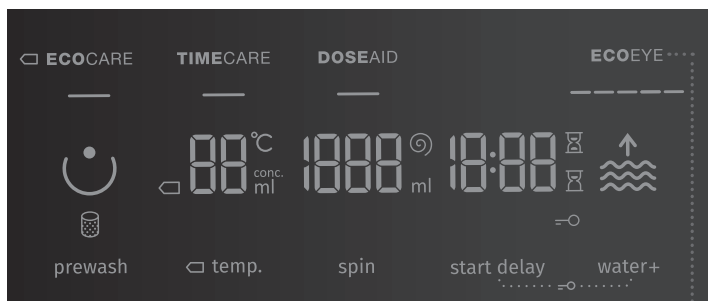 ECOCARE TIMECARE DOSEAID ECOEYE
88 °C 1888 18:88
conc.
ml ml
prewash temp. spin start delay water+